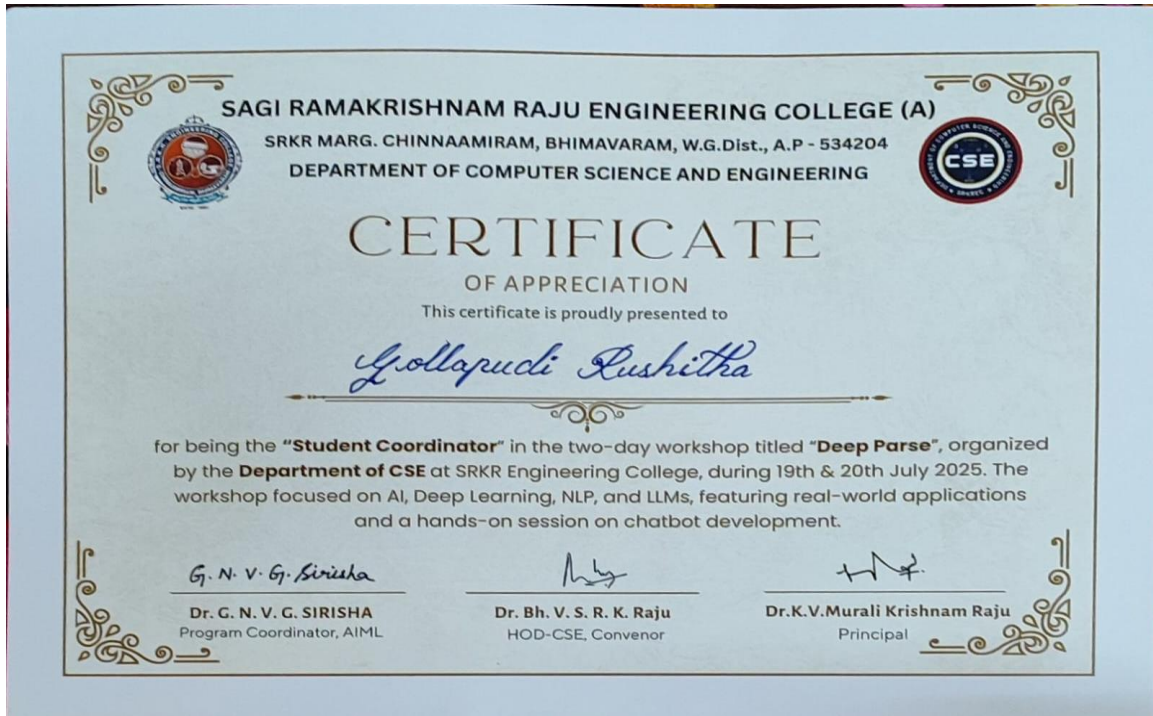 SAGI RAMAKRISHNAM RAJU ENGINEERING COLLEGE (A)
SRKR MARG. CHINNAAMIRAM, BHIMAVARAM, W.G.Dist., A.P - 534204
DEPARTMENT OF COMPUTER SCIENCE AND ENGINEERING
CSE
CERTIFICATE
OF APPRECIATION
This certificate is proudly presented to
Gollapudi Rushitha
for being the "Student Coordinator" in the two-day workshop titled "Deep Parse", organized
by the Department of CSE at SRKR Engineering College, during 19th & 20th July 2025. The
workshop focused on AI, Deep Learning, NLP, and LLMs, featuring real-world applications
and a hands-on session on chatbot development.
G. N. V. G. Sirisha
Dr. G. N. V. G. SIRISHA
Program Coordinator, AIML
Dr. Bh. V. S. R. K. Raju
HOD-CSE, Convenor
Dr.K.V.Murali Krishnam Raju
Principal